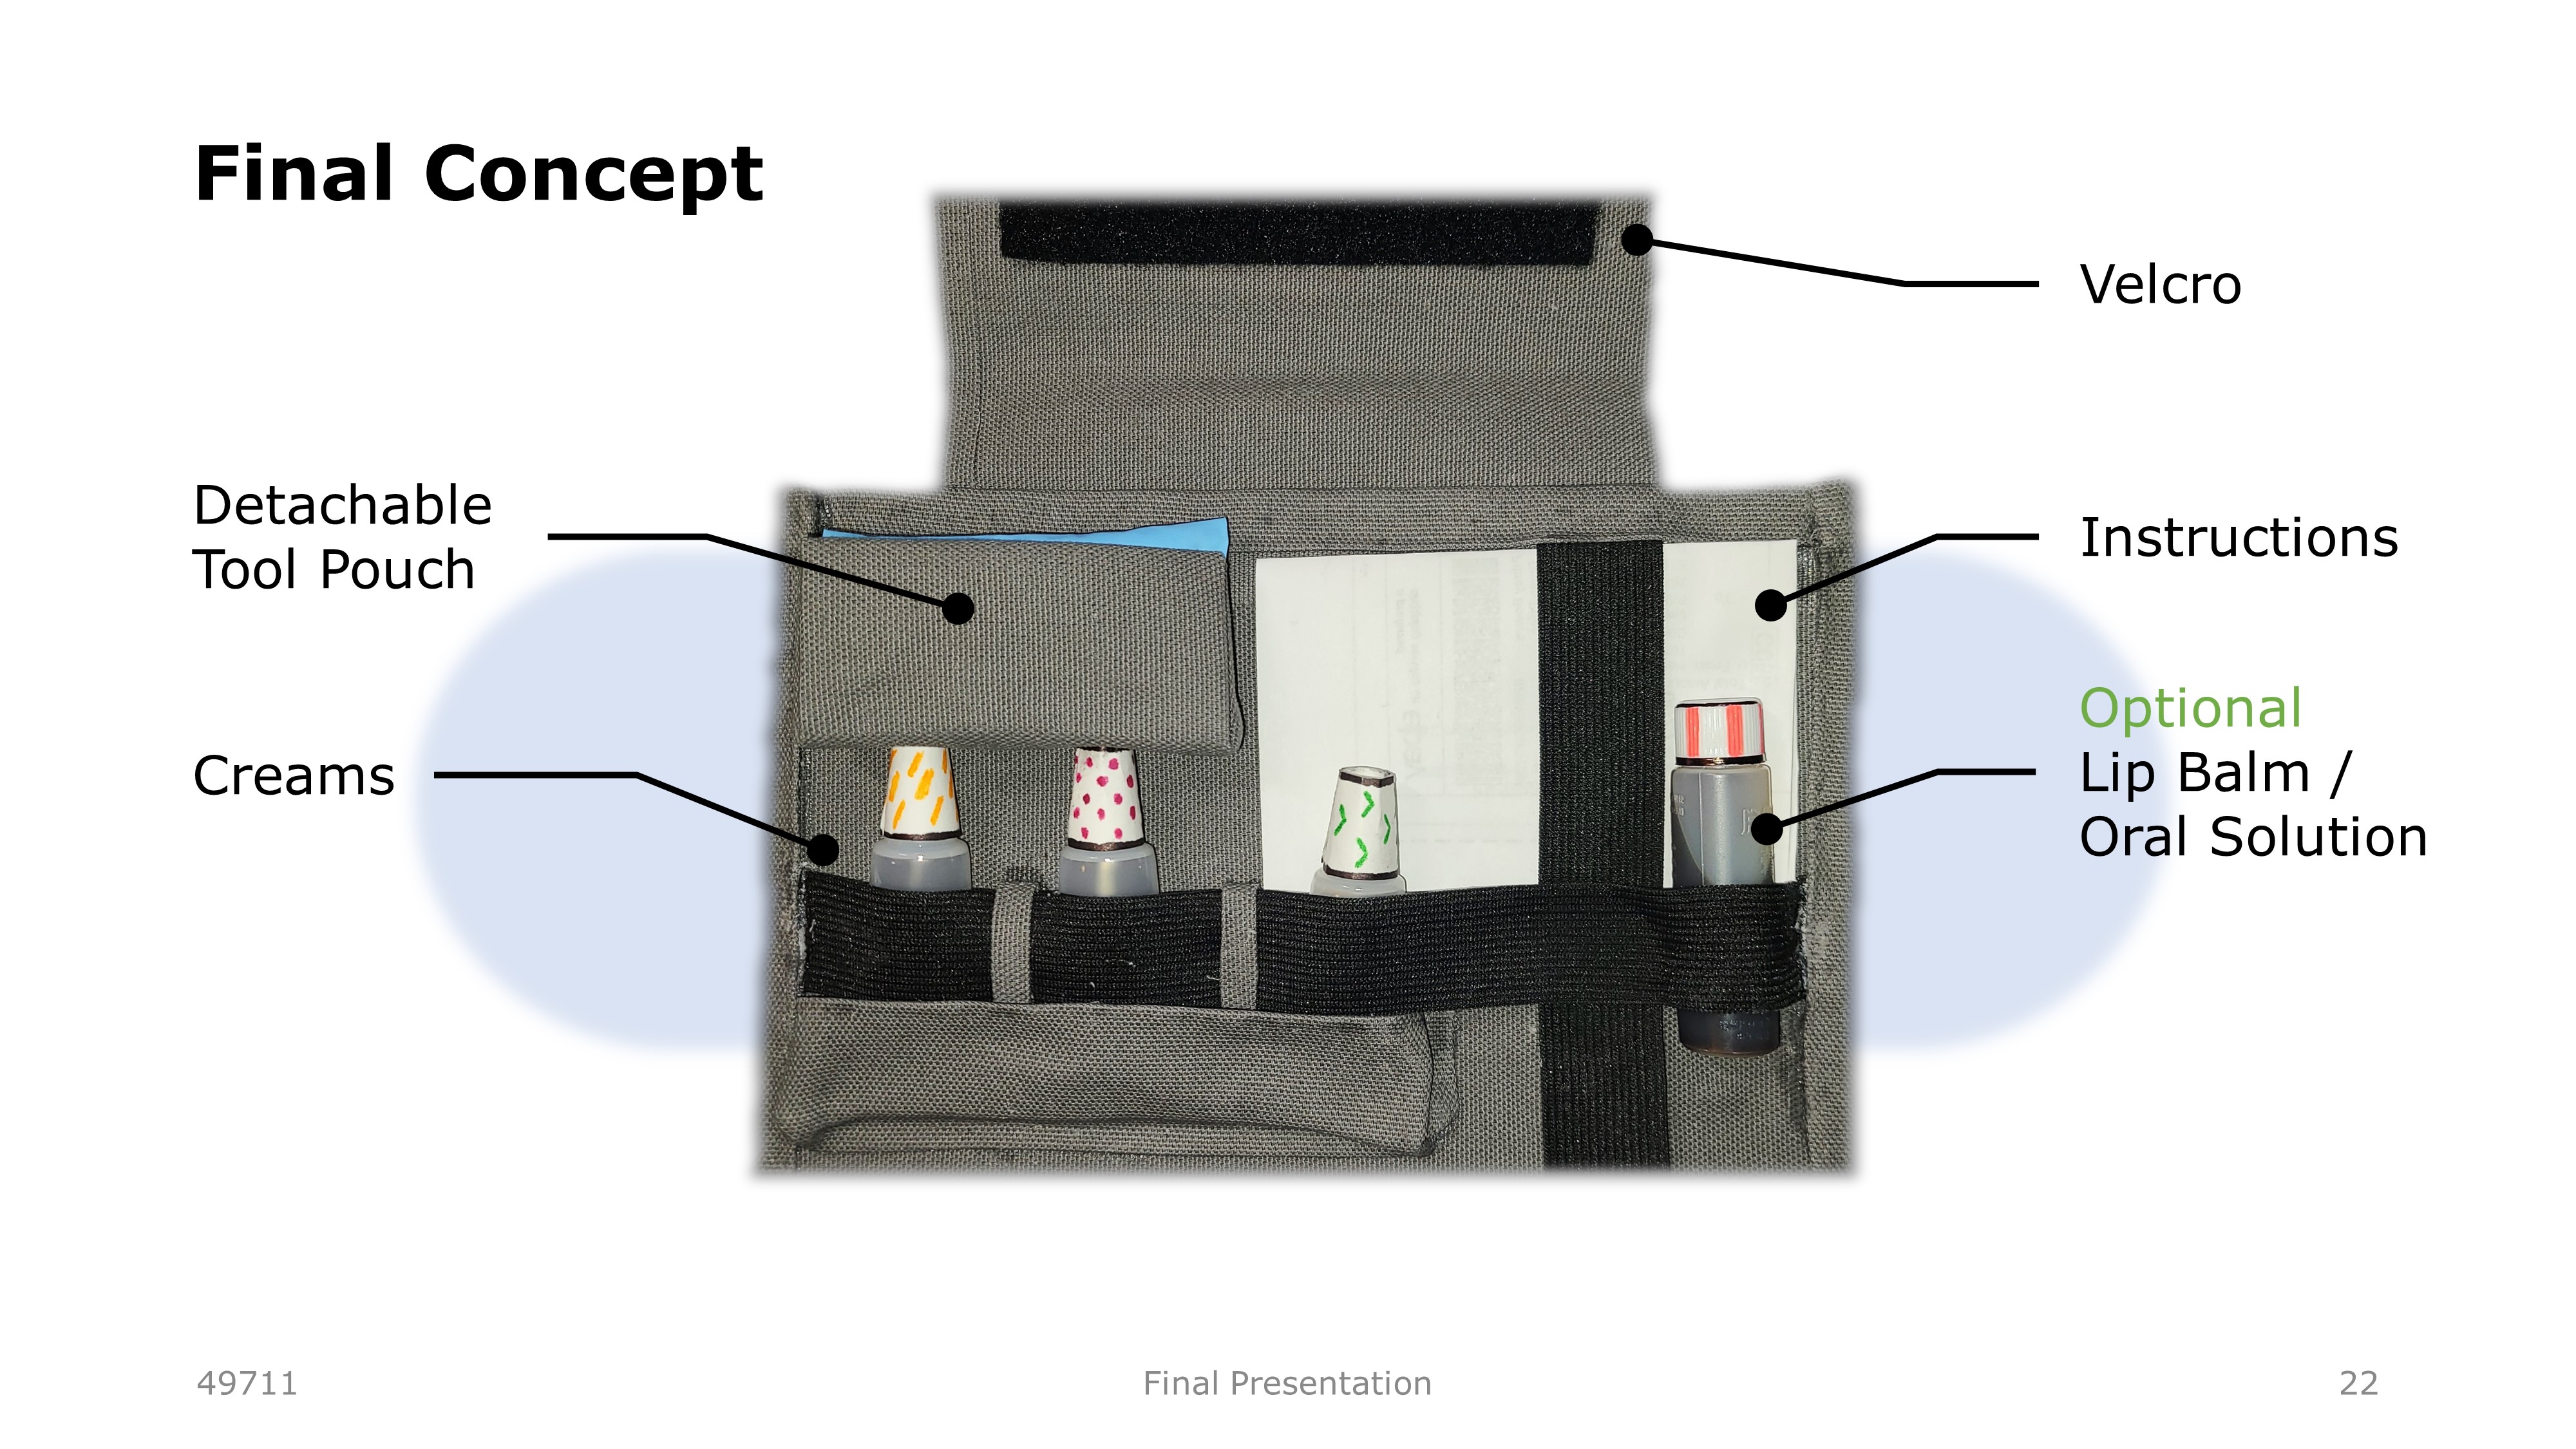 Final Concept
Velcro
Detachable
Tool Pouch
Instructions
Creams
Optional
Lip Balm /
Oral Solution
49711
Final Presentation
22